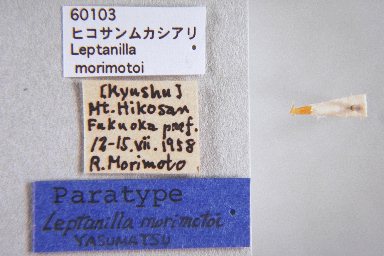 60103
ヒコサンムカシアリ
Leptanilla
morimotoi
[Kyushu]
Mt. Hikosan
Fukuoka pref.
12-15. vii. 1958
R. Morimoto
Paratype
Leptanilla morimotoi
YASUMATSU